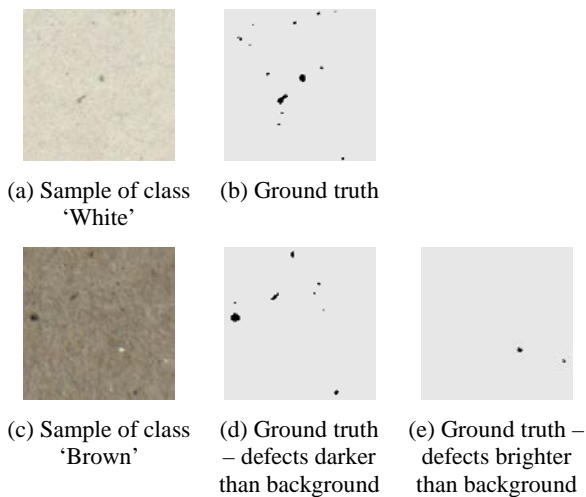 (a) Sample of class
‘White’
(b) Ground truth
(c) Sample of class
‘Brown’
(d) Ground truth
– defects darker
than background
(e) Ground truth –
defects brighter
than background